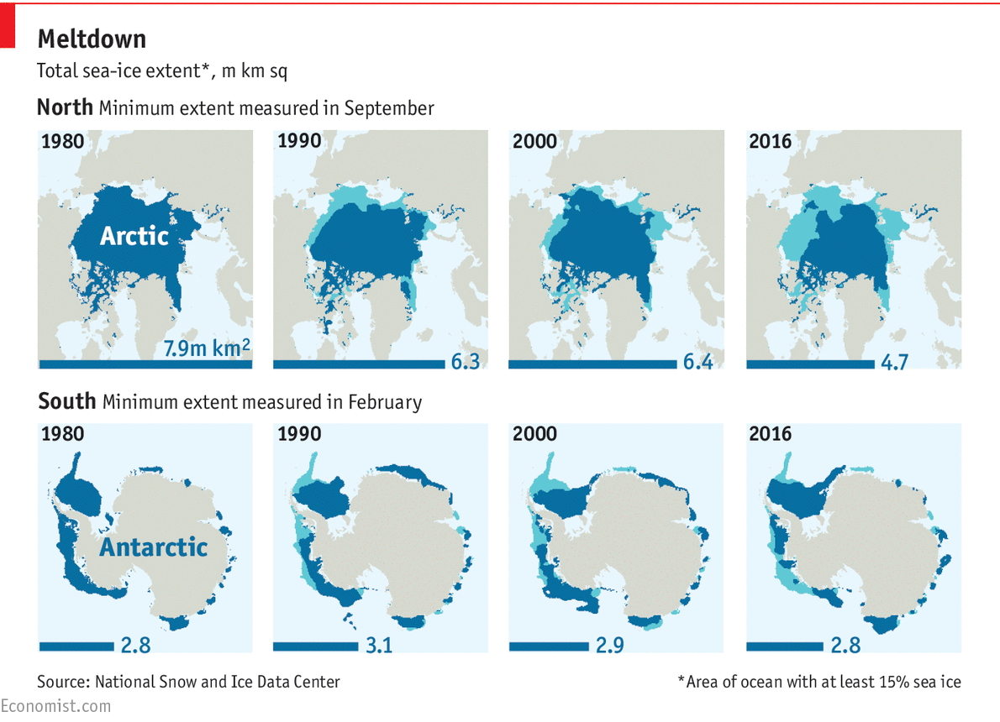 Meltdown
Total sea-ice extent*, m km sq
North Minimum extent measured in September
1980
1990
2000
2016
Arctic
7.9m km²
6.3
6.4
4.7
South Minimum extent measured in February
1980
1990
2000
2016
Antarctic
2.8
3.1
2.9
2.8
Source: National Snow and Ice Data Center
*Area of ocean with at least 15% sea ice
Economist.com